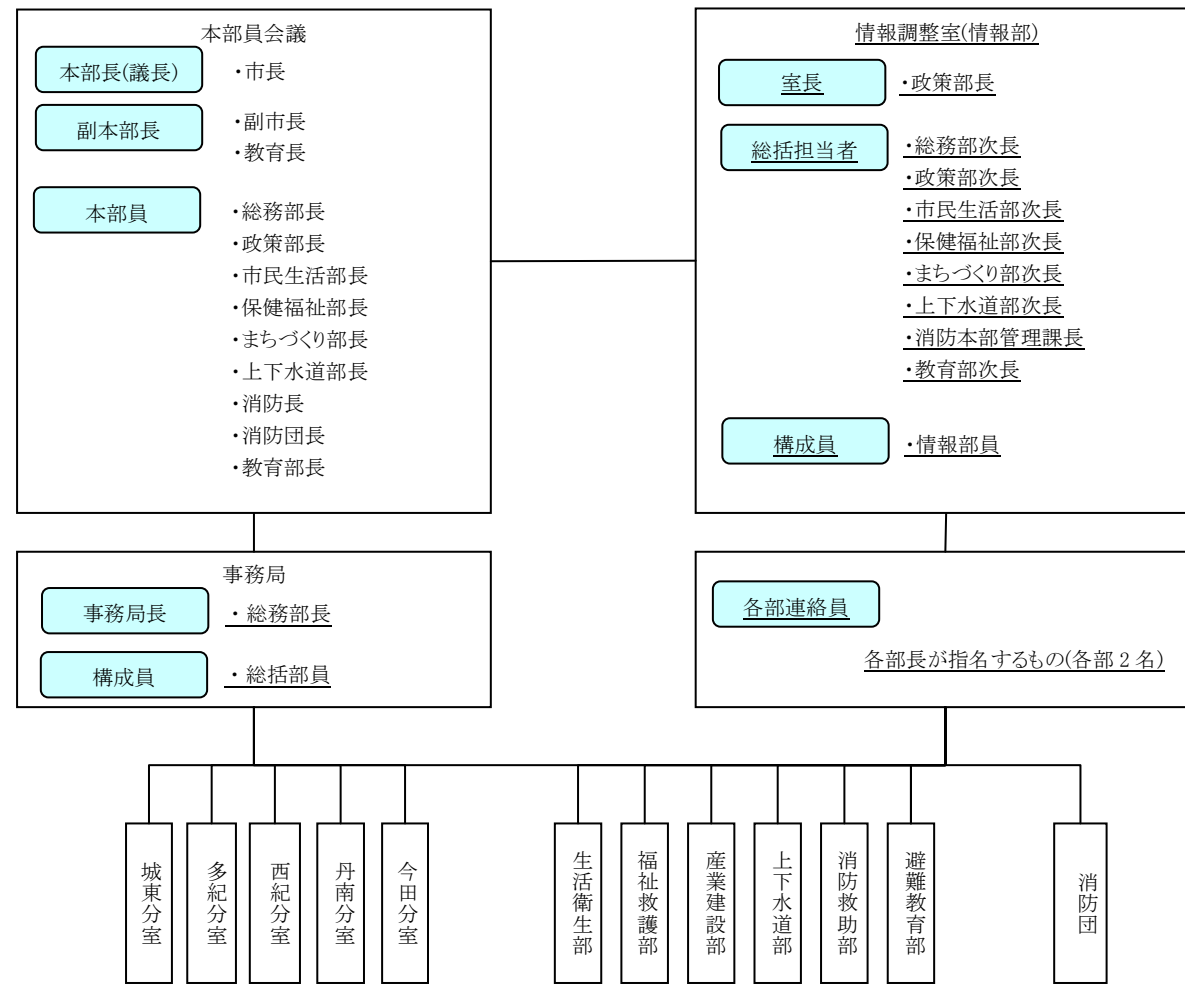 本部員会議
本部長(議長)
・市長
副本部長
・副市長
・教育長
本部員
・総務部長
・政策部長
・市民生活部長
・保健福祉部長
・まちづくり部長
・上下水道部長
・消防長
・消防団長
・教育部長
情報調整室(情報部)
室長
・政策部長
総括担当者
・総務部次長
・政策部次長
・市民生活部次長
・保健福祉部次長
・まちづくり部次長
・上下水道部次長
・消防本部管理課長
・教育部次長
構成員
・情報部員
事務局
事務局長
・総務部長
構成員
・総括部員
各部連絡員
各部長が指名するもの(各部2名)
城東分室
多紀分室
西紀分室
丹南分室
今田分室
生活衛生部
福祉救護部
産業建設部
上下水道部
消防救助部
避難教育部
消防団